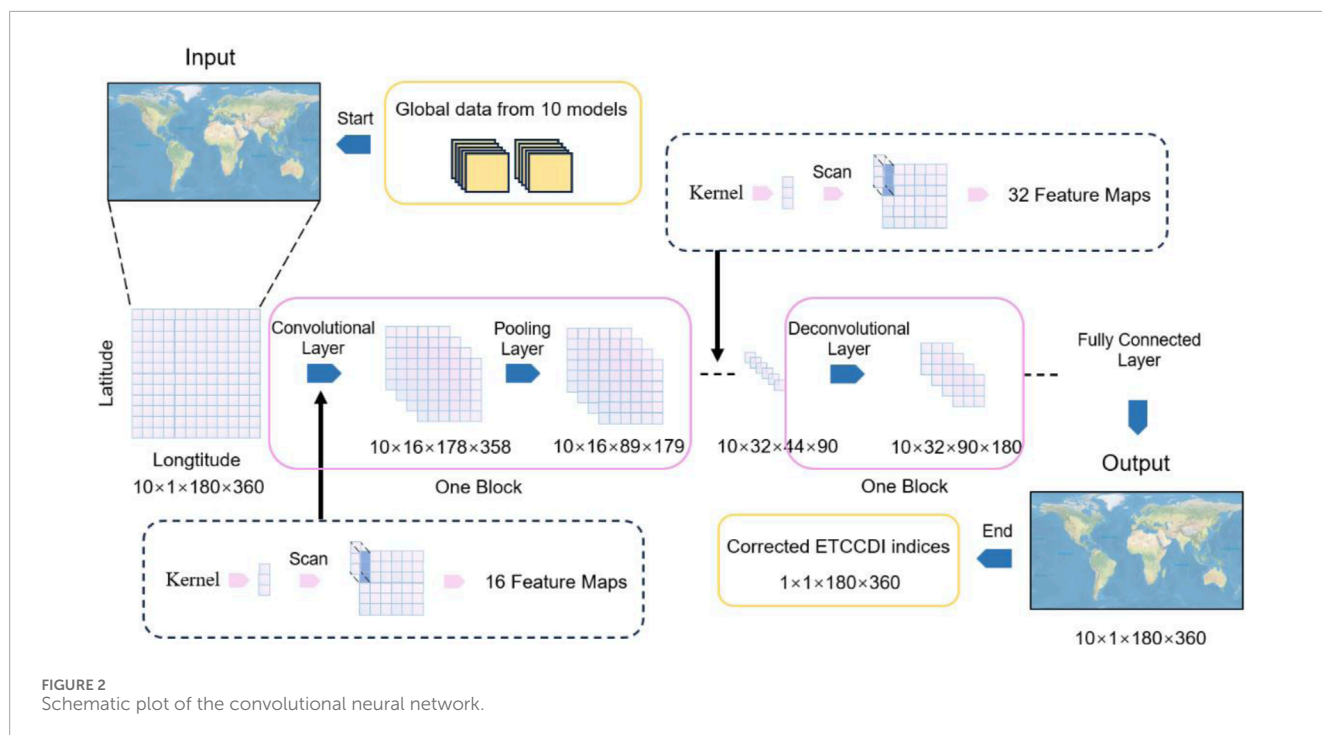 Input
Start
Global data from 10 models
Kernel
Scan
32 Feature Maps
Latitude
Longtitude
10×1×180×360
Convolutional
Layer
Pooling
Layer
10×16×178×358
10×16×89×179
One Block
10×32×44×90
Deconvolutional
Layer
10×32×90×180
One Block
Fully Connected
Layer
Kernel
Scan
16 Feature Maps
Output
End
Corrected ETCCDI indices
1×1×180×360
10×1×180×360
FIGURE 2
Schematic plot of the convolutional neural network.